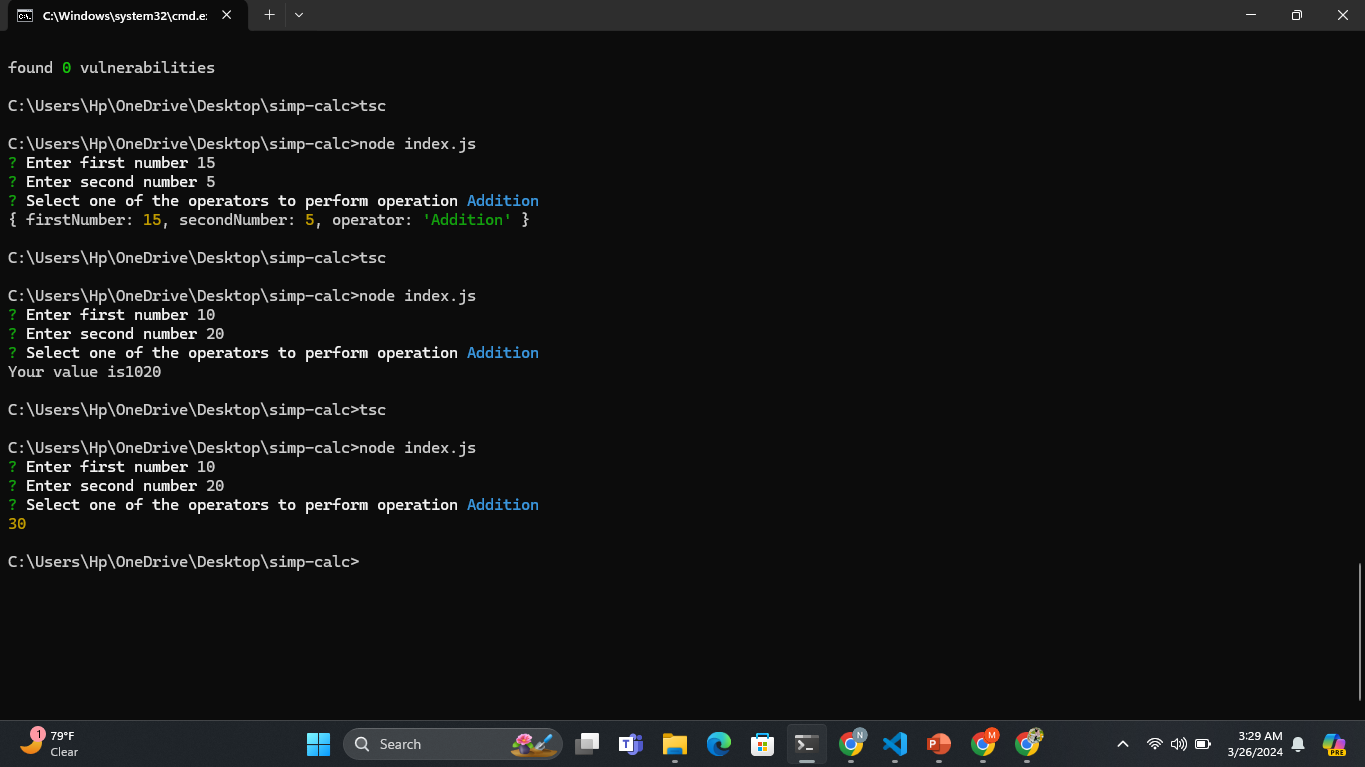 C:\Windows\system32\cmd.e:
found 0 vulnerabilities
C:\Users\Hp\OneDrive\Desktop\simp-calc>tsc
C:\Users\Hp\OneDrive\Desktop\simp-calc>node index.js
? Enter first number 15
? Enter second number 5
? Select one of the operators to perform operation Addition
{ firstNumber: 15, secondNumber: 5, operator: 'Addition' }
C:\Users\Hp\OneDrive\Desktop\simp-calc>tsc
C:\Users\Hp\OneDrive\Desktop\simp-calc>node index.js
? Enter first number 10
? Enter second number 20
? Select one of the operators to perform operation Addition
Your value is1020
C:\Users\Hp\OneDrive\Desktop\simp-calc>tsc
C:\Users\Hp\OneDrive\Desktop\simp-calc>node index.js
? Enter first number 10
? Enter second number 20
? Select one of the operators to perform operation Addition
30
C:\Users\Hp\OneDrive\Desktop\simp-calc>
1
79°F
Clear
Search
T
N
P
M
3:29 AM
3/26/2024
PRE